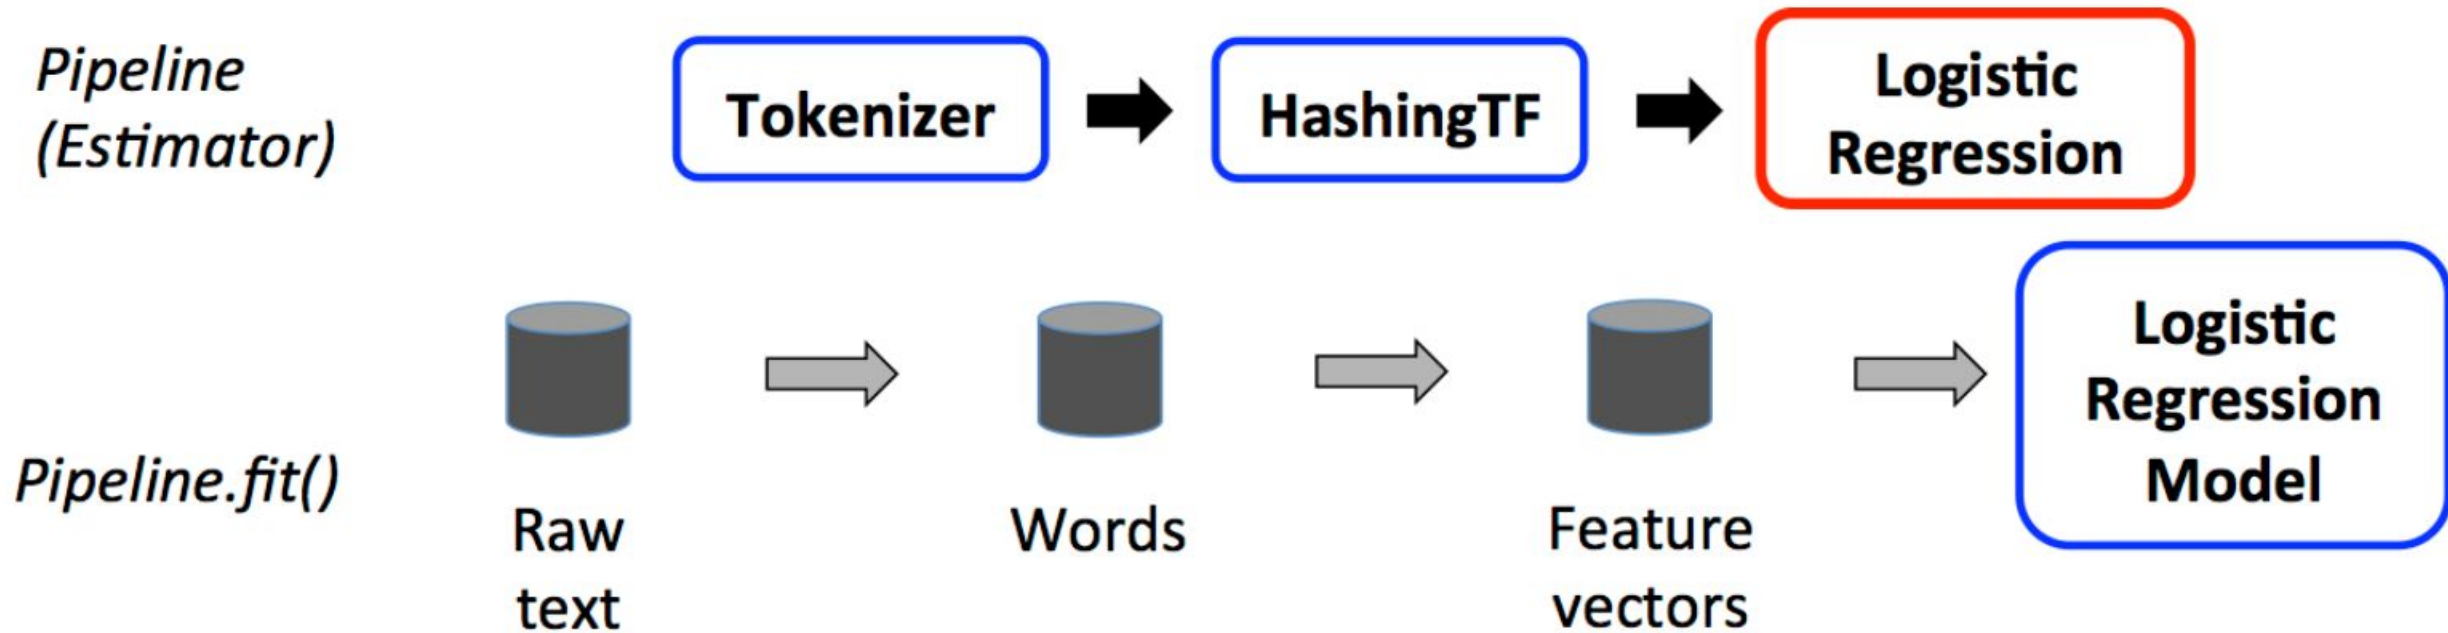 Pipeline
(Estimator)
Tokenizer
HashingTF
Logistic
Regression
Pipeline.fit()
Raw
text
Words
Feature
vectors
Logistic
Regression
Model